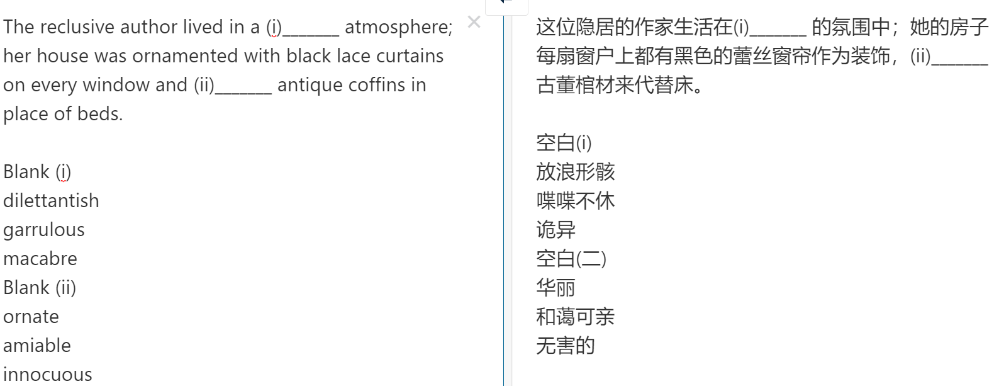 The reclusive author lived in a (i)_______ atmosphere;
her house was ornamented with black lace curtains
on every window and (ii)_______ antique coffins in
place of beds.
Blank (i)
dilettantish
garrulous
macabre
Blank (ii)
ornate
amiable
innocuous
这位隐居的作家生活在(i)_______ 的氛围中；她的房子
每扇窗户上都有黑色的蕾丝窗帘作为装饰，(ii)_______
古董棺材来代替床。
空白(i)
放浪形骸
喋喋不休
诡异
空白(二)
华丽
和蔼可亲
无害的